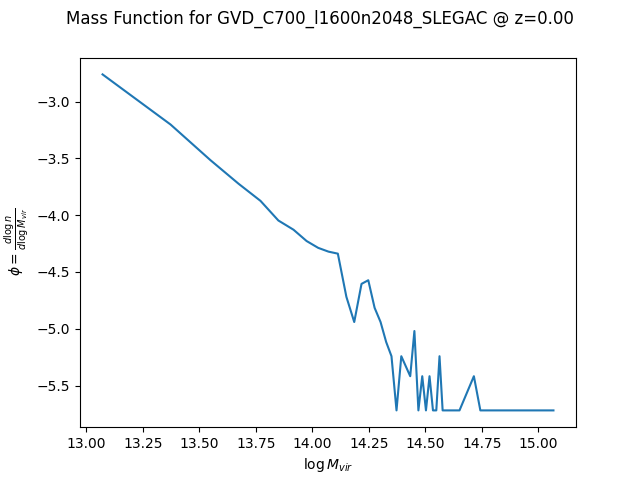 Mass Function for GVD_C700_l1600n2048_SLEGAC @ z=0.00
−3.0
−3.5
−4.0
−4.5
−5.0
−5.5
ϕ = d log n / d log M_vir
13.00 13.25 13.50 13.75 14.00 14.25 14.50 14.75 15.00
log M_vir